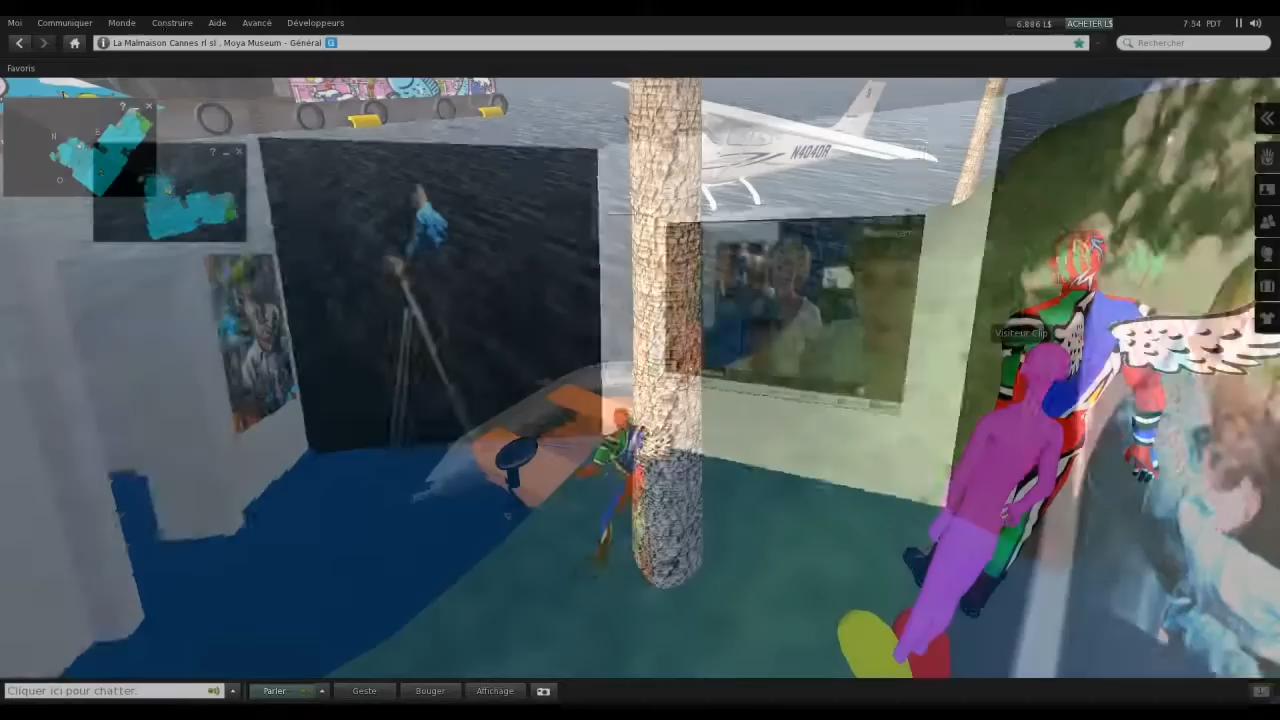 Moi Communiquer Monde Construire Aide Avancé Développeurs 6,886 L$ ACHETER L$ 7:54 PDT
La Malmaison Cannes rl sl , Moya Museum - Général G Rechercher
Favoris
? _ ×
N E
O
? _ ×
N404DR
Visiteur Clip
Cliquer ici pour chatter. Parler Geste Bouger Affichage